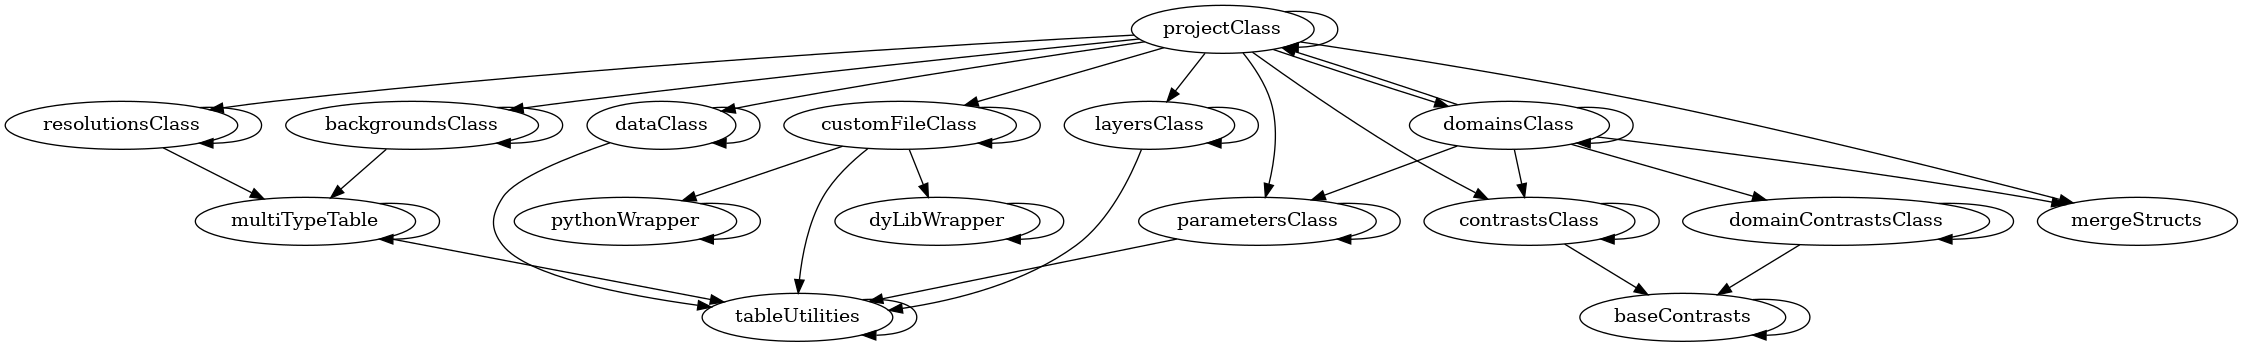 projectClass
resolutionsClass
backgroundsClass
dataClass
customFileClass
layersClass
domainsClass
multiTypeTable
pythonWrapper
dyLibWrapper
parametersClass
contrastsClass
domainContrastsClass
mergeStructs
tableUtilities
baseContrasts